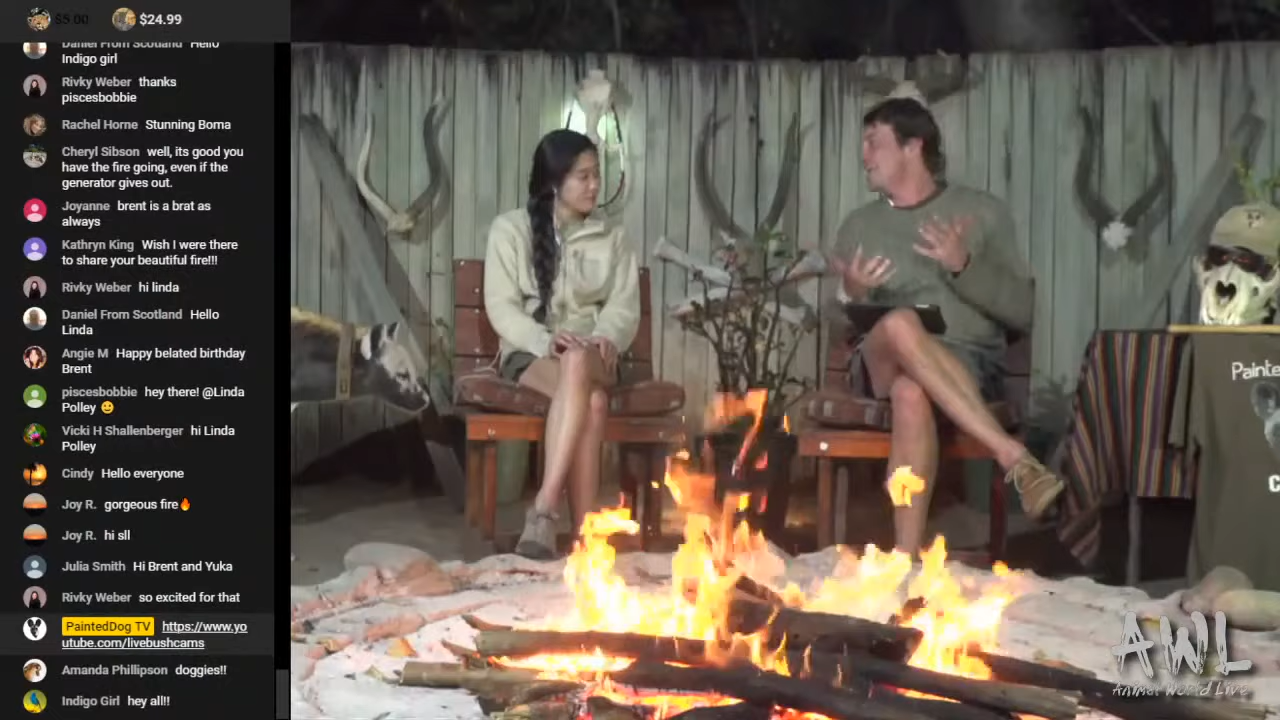 $5.00 $24.99
Daniel From Scotland Hello
Indigo girl
Rivky Weber thanks
piscesbobbie
Rachel Horne Stunning Boma
Cheryl Sibson well, its good you
have the fire going, even if the
generator gives out.
Joyanne brent is a brat as
always
Kathryn King Wish I were there
to share your beautiful fire!!!
Rivky Weber hi linda
Daniel From Scotland Hello
Linda
Angie M Happy belated birthday
Brent
piscesbobbie hey there! @Linda
Polley 🙂
Vicki H Shallenberger hi Linda
Polley
Cindy Hello everyone
Joy R. gorgeous fire🔥
Joy R. hi sll
Julia Smith Hi Brent and Yuka
Rivky Weber so excited for that
PaintedDog TV https://www.yo
utube.com/livebushcams
Amanda Phillipson doggies!!
Indigo Girl hey all!!
Painte
C
AWL
Animal World Live